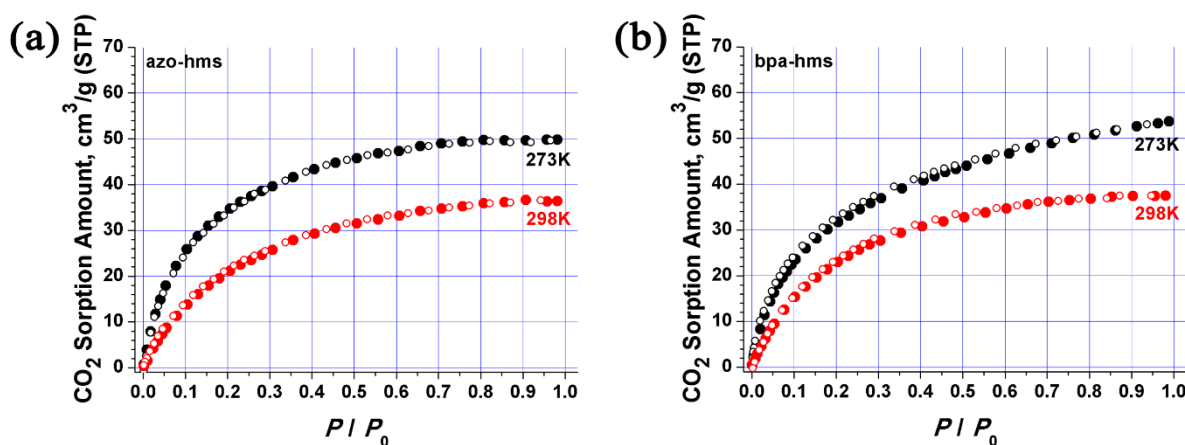 (a)
CO2 Sorption Amount, cm3/g (STP)
70
60
50
40
30
20
10
0
azo-hms
273K
298K
0.0 0.1 0.2 0.3 0.4 0.5 0.6 0.7 0.8 0.9 1.0
P / P0
(b)
CO2 Sorption Amount, cm3/g (STP)
70
60
50
40
30
20
10
0
bpa-hms
273K
298K
0.0 0.1 0.2 0.3 0.4 0.5 0.6 0.7 0.8 0.9 1.0
P / P0